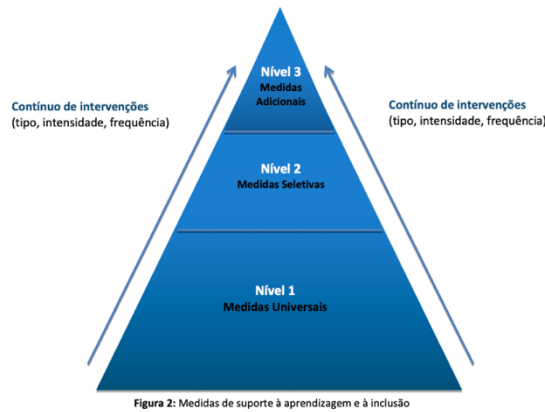 Nível 3
Medidas
Adicionais
Contínuo de intervenções
(tipo, intensidade, frequência)
Contínuo de intervenções
(tipo, intensidade, frequência)
Nível 2
Medidas Seletivas
Nível 1
Medidas Universais
Figura 2: Medidas de suporte à aprendizagem e à inclusão